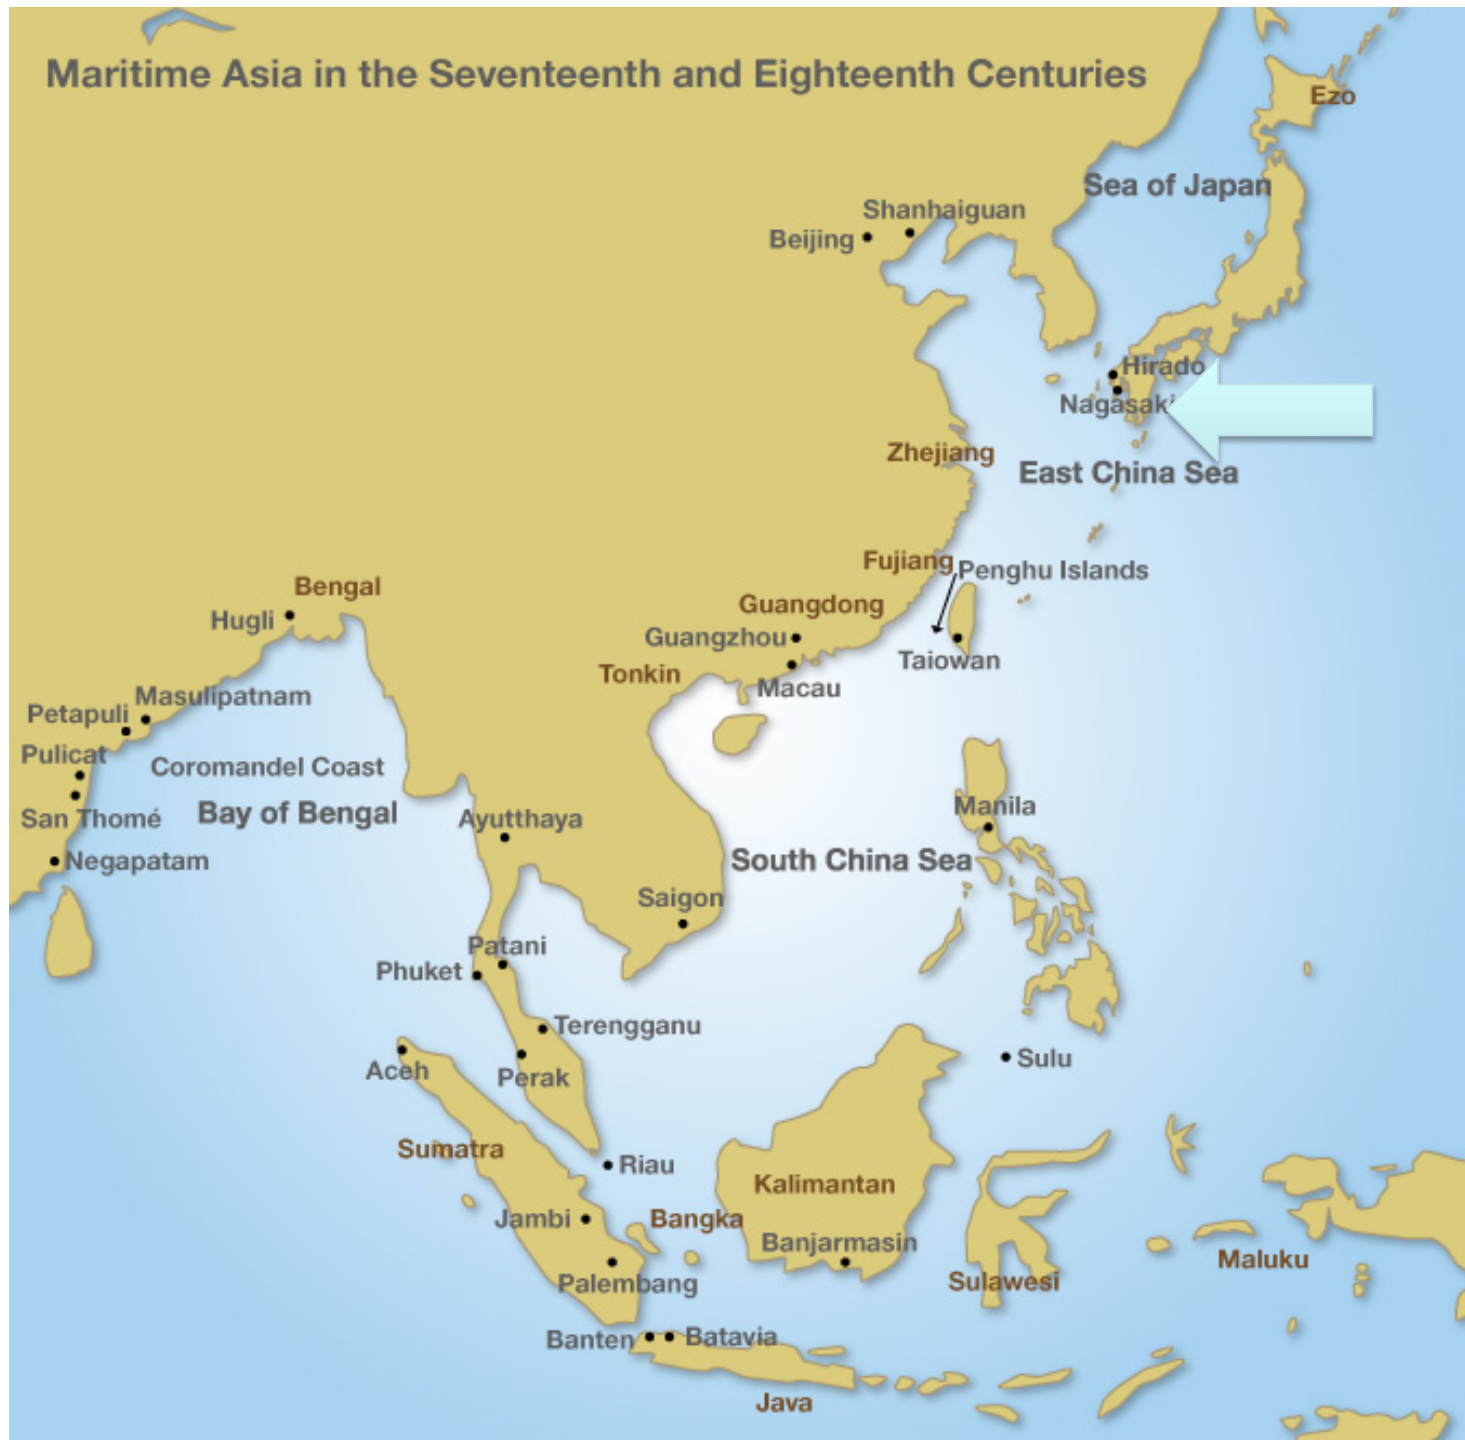 Maritime Asia in the Seventeenth and Eighteenth Centuries
Ezo
Sea of Japan
Shanhaiguan
Beijing
Hirado
Nagasaki
Zhejiang
East China Sea
Fujiang
Penghu Islands
Bengal
Guangdong
Hugli
Guangzhou
Taiowan
Tonkin
Macau
Masulipatnam
Petapuli
Pulicat
Coromandel Coast
Manila
Bay of Bengal
San Thomé
Ayutthaya
South China Sea
Negapatam
Saigon
Patani
Phuket
Terengganu
Sulu
Aceh
Perak
Sumatra
Riau
Kalimantan
Jambi
Bangka
Banjarmasin
Maluku
Palembang
Sulawesi
Banten
Batavia
Java